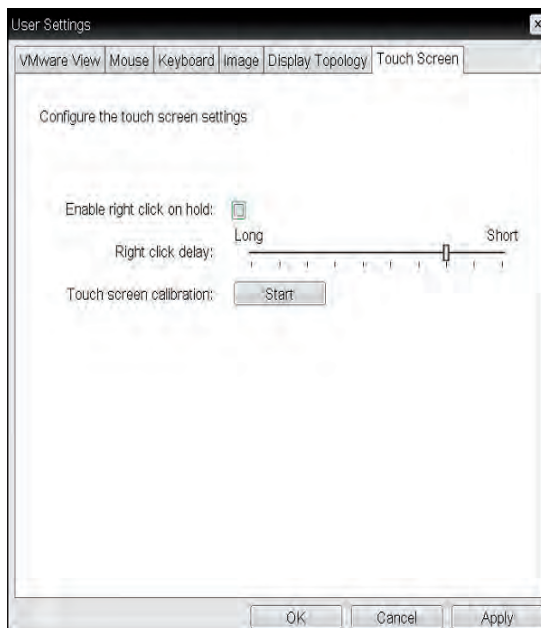 User Settings
VMware View Mouse Keyboard Image Display Topology Touch Screen
Configure the touch screen settings
Enable right click on hold:
Long Short
Right click delay:
Touch screen calibration: Start
OK Cancel Apply